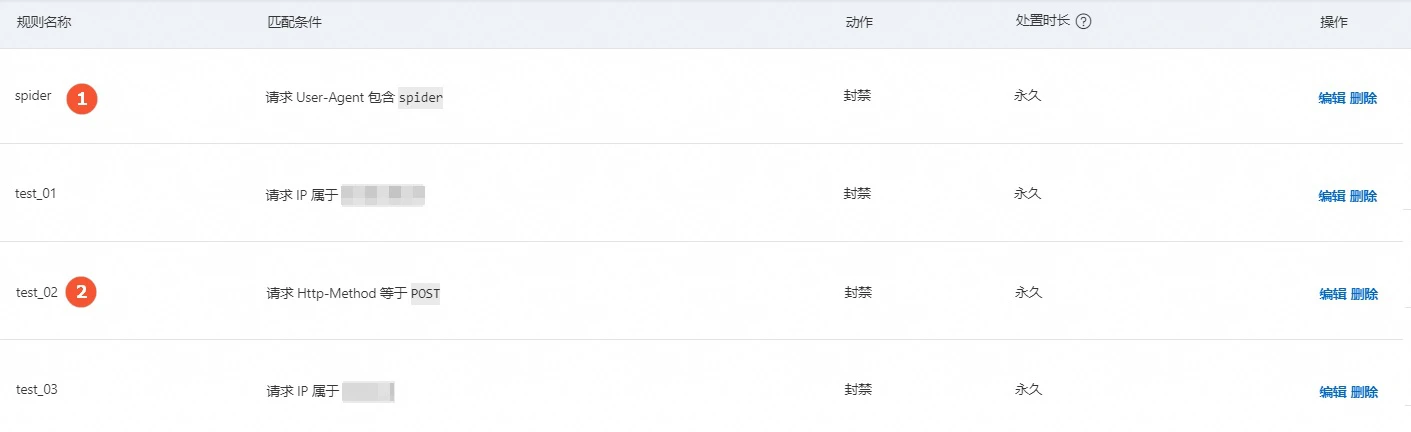 规则名称 匹配条件 动作 处置时长 ? 操作
spider 1 请求 User-Agent 包含 spider 封禁 永久 编辑 删除
test_01 请求 IP 属于 封禁 永久 编辑 删除
test_02 2 请求 Http-Method 等于 POST 封禁 永久 编辑 删除
test_03 请求 IP 属于 封禁 永久 编辑 删除